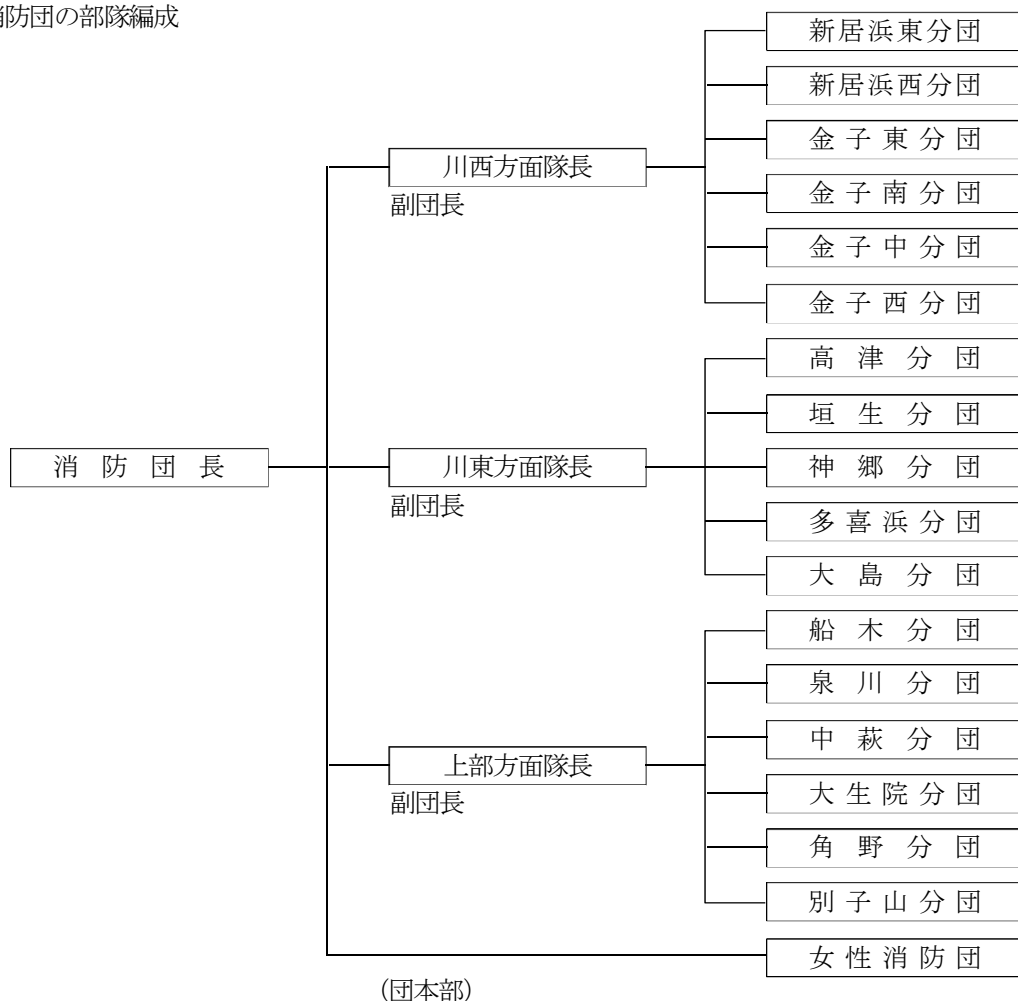 消防団の部隊編成
新居浜東分団
新居浜西分団
金子東分団
川西方面隊長
副団長
金子南分団
金子中分団
金子西分団
高津分団
垣生分団
消防団長
川東方面隊長
副団長
神郷分団
多喜浜分団
大島分団
船木分団
泉川分団
中萩分団
上部方面隊長
副団長
大生院分団
角野分団
別子山分団
女性消防団
(団本部)